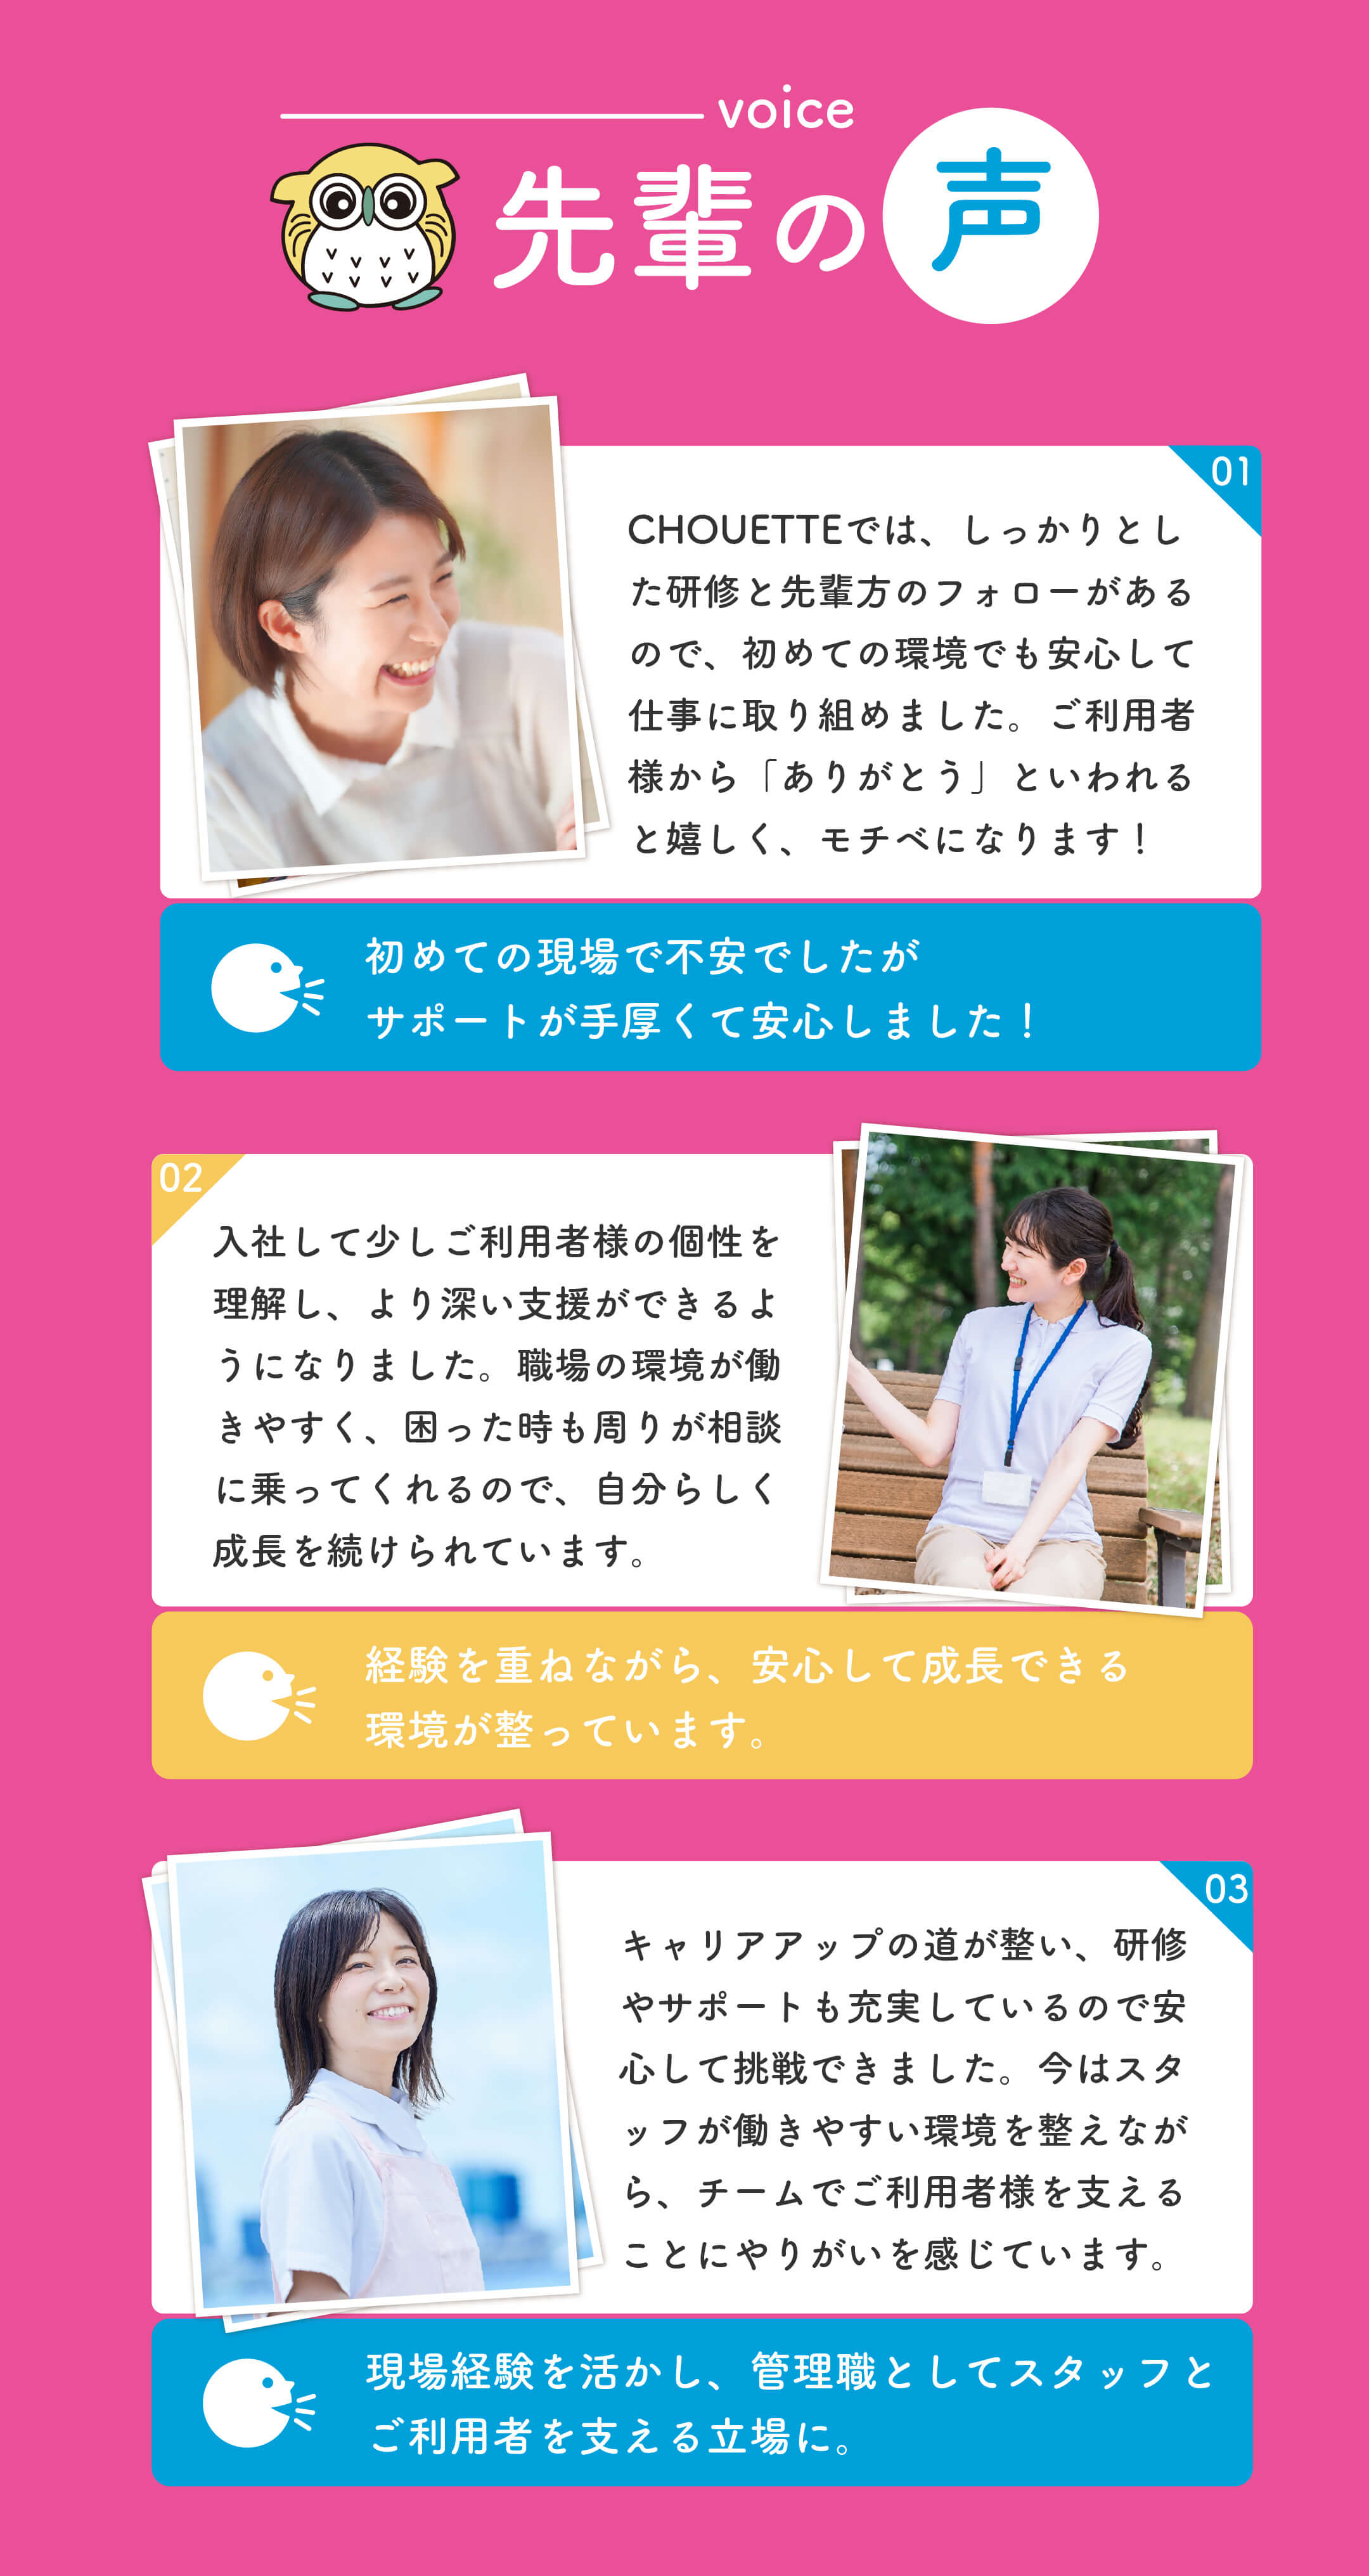 voice
先輩の声
01
CHOUETTEでは、しっかりとし
た研修と先輩方のフォローがある
ので、初めての環境でも安心して
仕事に取り組めました。ご利用者
様から「ありがとう」といわれる
と嬉しく、モチベになります！
初めての現場で不安でしたが
サポートが手厚くて安心しました！
02
入社して少しご利用者様の個性を
理解し、より深い支援ができるよ
うになりました。職場の環境が働
きやすく、困った時も周りが相談
に乗ってくれるので、自分らしく
成長を続けられています。
経験を重ねながら、安心して成長できる
環境が整っています。
03
キャリアアップの道が整い、研修
やサポートも充実しているので安
心して挑戦できました。今はスタ
ッフが働きやすい環境を整えなが
ら、チームでご利用者様を支える
ことにやりがいを感じています。
現場経験を活かし、管理職としてスタッフと
ご利用者を支える立場に。